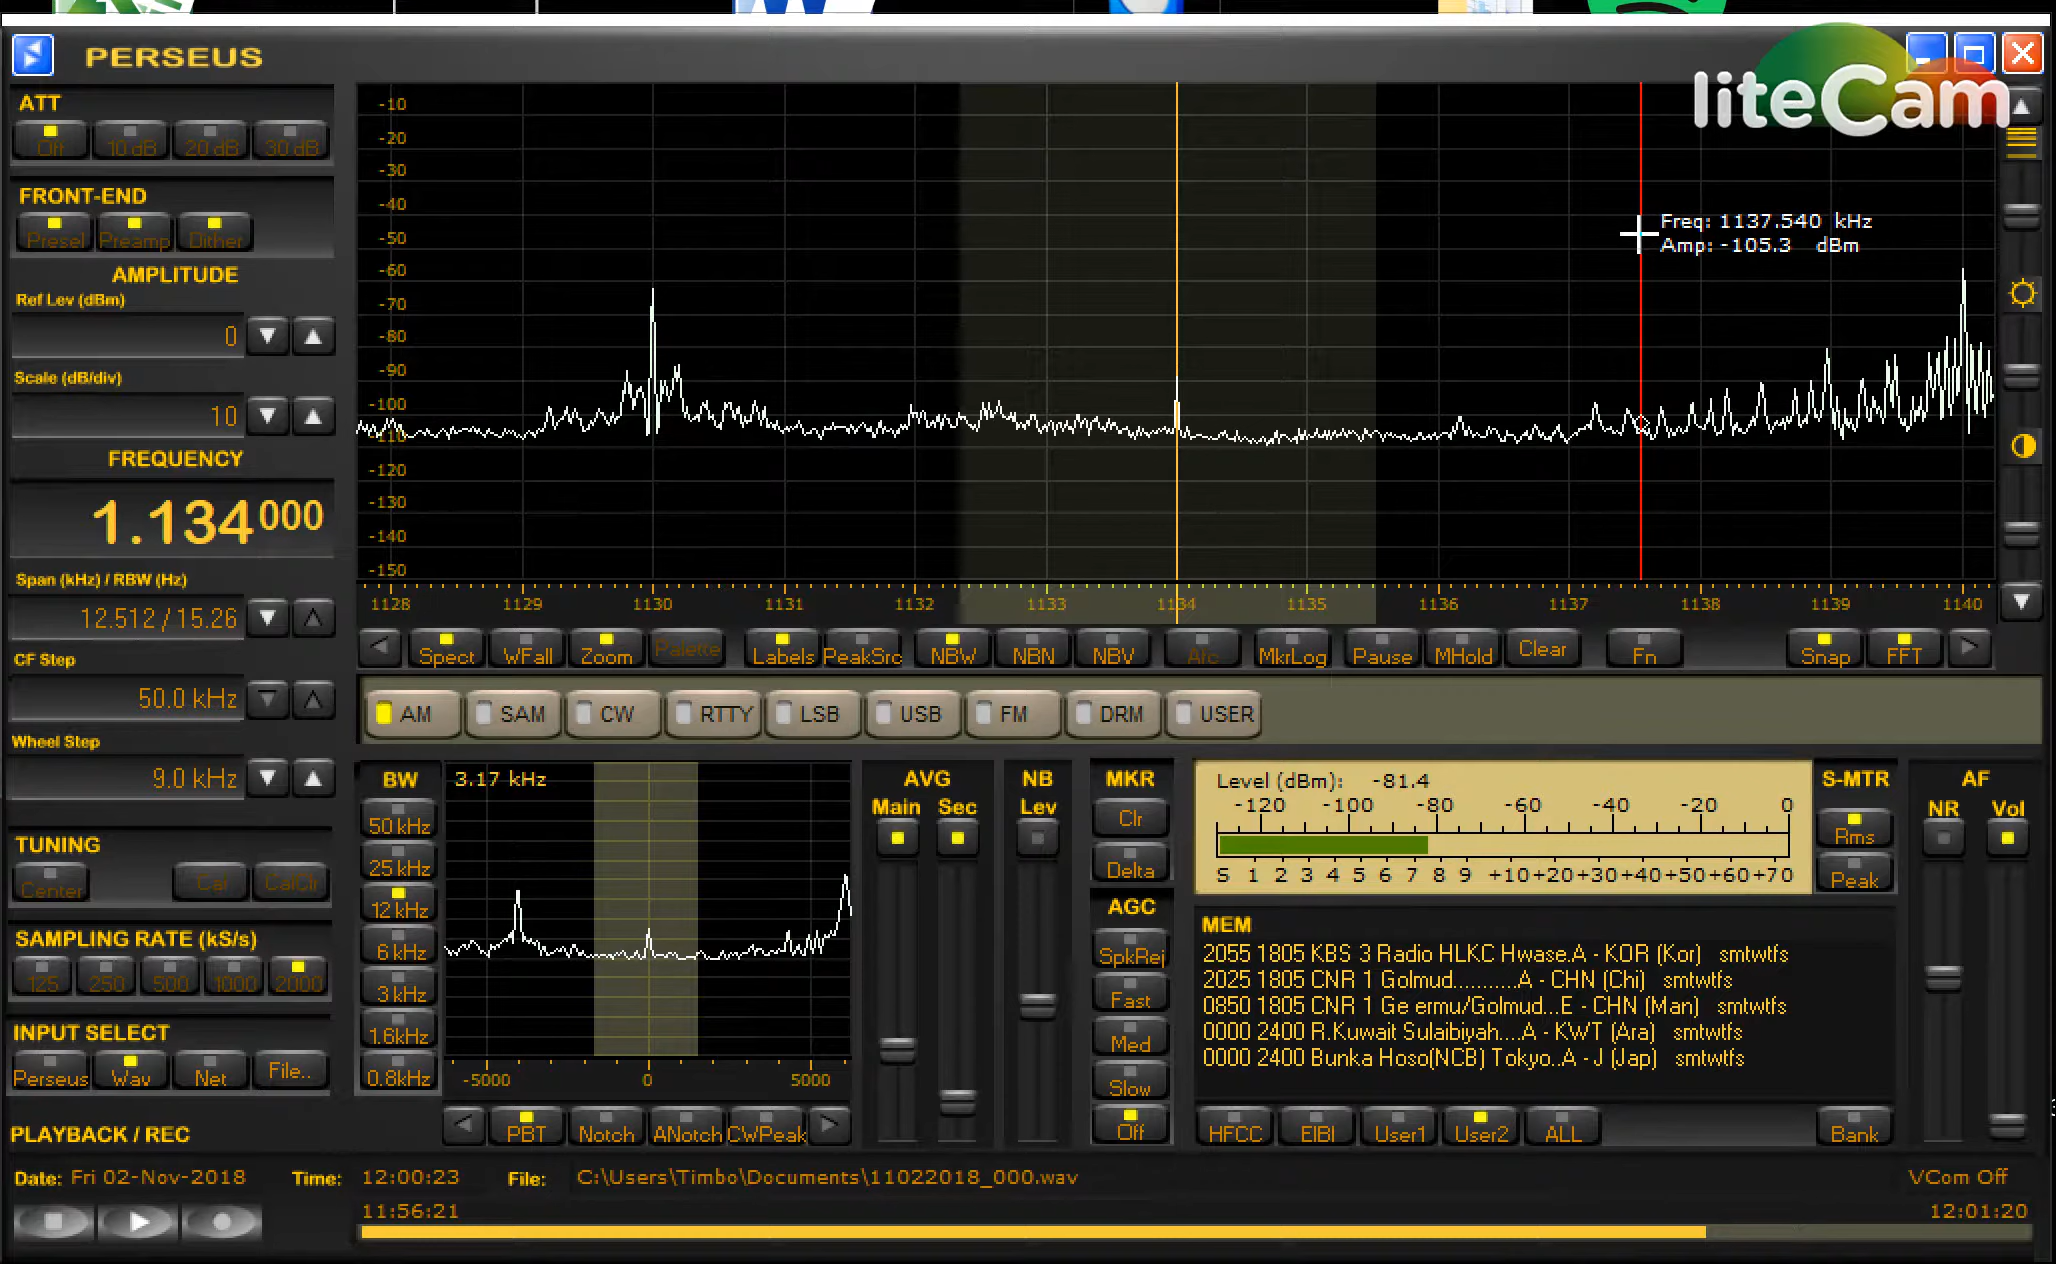 PERSEUS
liteCam
ATT
Off 10 dB 20 dB 30 dB
FRONT-END
Presel Preamp Dither
AMPLITUDE
Ref Lev (dBm)
0
Scale (dB/div)
10
FREQUENCY
1.134000
Span (kHz) / RBW (Hz)
12.512 / 15.26
CF Step
50.0 kHz
Wheel Step
9.0 kHz
TUNING
Center Cal CalClr
SAMPLING RATE (kS/s)
125 250 500 1000 2000
INPUT SELECT
Perseus Wav Net File..
PLAYBACK / REC
-10
-20
-30
-40
-50
-60
-70
-80
-90
-100
-110
-120
-130
-140
-150
Freq: 1137.540 kHz
Amp: -105.3 dBm
1128 1129 1130 1131 1132 1133 1134 1135 1136 1137 1138 1139 1140
Spect WFall Zoom Palette Labels PeakSrc NBW NBN NBV Afc MkrLog Pause MHold Clear Fn Snap FFT
AM SAM CW RTTY LSB USB FM DRM USER
BW
50 kHz
25 kHz
12 kHz
6 kHz
3 kHz
1.6kHz
0.8kHz
3.17 kHz
-5000 0 5000
PBT Notch ANotch CWPeak
AVG
Main Sec
NB
Lev
MKR
Clr
Delta
AGC
SpkRej
Fast
Med
Slow
Off
Level (dBm): -81.4
-120 -100 -80 -60 -40 -20 0
S 1 2 3 4 5 6 7 8 9 +10 +20 +30 +40 +50 +60 +70
S-MTR
Rms
Peak
AF
NR Vol
MEM
2055 1805 KBS 3 Radio HLKC Hwase.A - KOR (Kor) smtwtfs
2025 1805 CNR 1 Golmud...........A - CHN (Chi) smtwtfs
0850 1805 CNR 1 Ge ermu/Golmud...E - CHN (Man) smtwtfs
0000 2400 R.Kuwait Sulaibiyah....A - KWT (Ara) smtwtfs
0000 2400 Bunka Hoso(NCB) Tokyo..A - J (Jap) smtwtfs
HFCC EIBI User1 User2 ALL Bank
Date: Fri 02-Nov-2018 Time: 12:00:23 File: C:\Users\Timbo\Documents\11022018_000.wav VCom Off
11:56:21 12:01:20